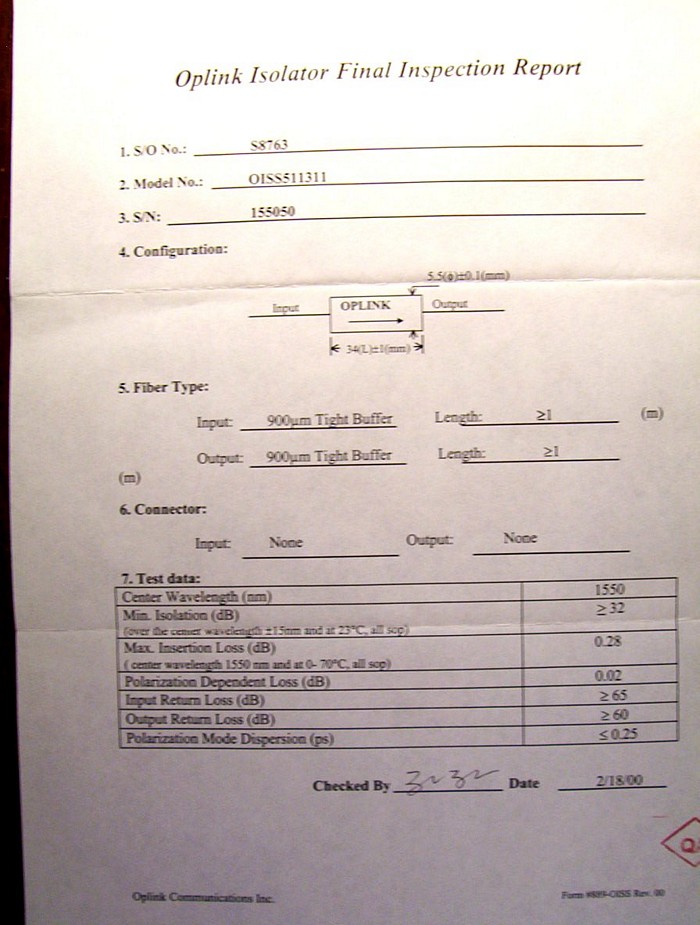 Oplink Isolator Final Inspection Report
1. S/O No.: S8763
2. Model No.: OISS511311
3. S/N: 155050
4. Configuration:
5.5(ϕ)±0.1(mm)
Input OPLINK Output
34(L)±1(mm)
5. Fiber Type:
Input: 900μm Tight Buffer Length: ≥1 (m)
Output: 900μm Tight Buffer Length: ≥1
(m)
6. Connector:
Input: None Output: None
7. Test data:
Center Wavelength (nm) 1550
Min. Isolation (dB) ≥ 32
(over the center wavelength ±15nm and at 23°C, all sop)
Max. Insertion Loss (dB) 0.28
( center wavelength 1550 nm and at 0- 70°C, all sop)
Polarization Dependent Loss (dB) 0.02
Input Return Loss (dB) ≥ 65
Output Return Loss (dB) ≥ 60
Polarization Mode Dispersion (ps) ≤ 0.25
Checked By Date 2/18/00
Oplink Communications Inc. Form Rev. 00